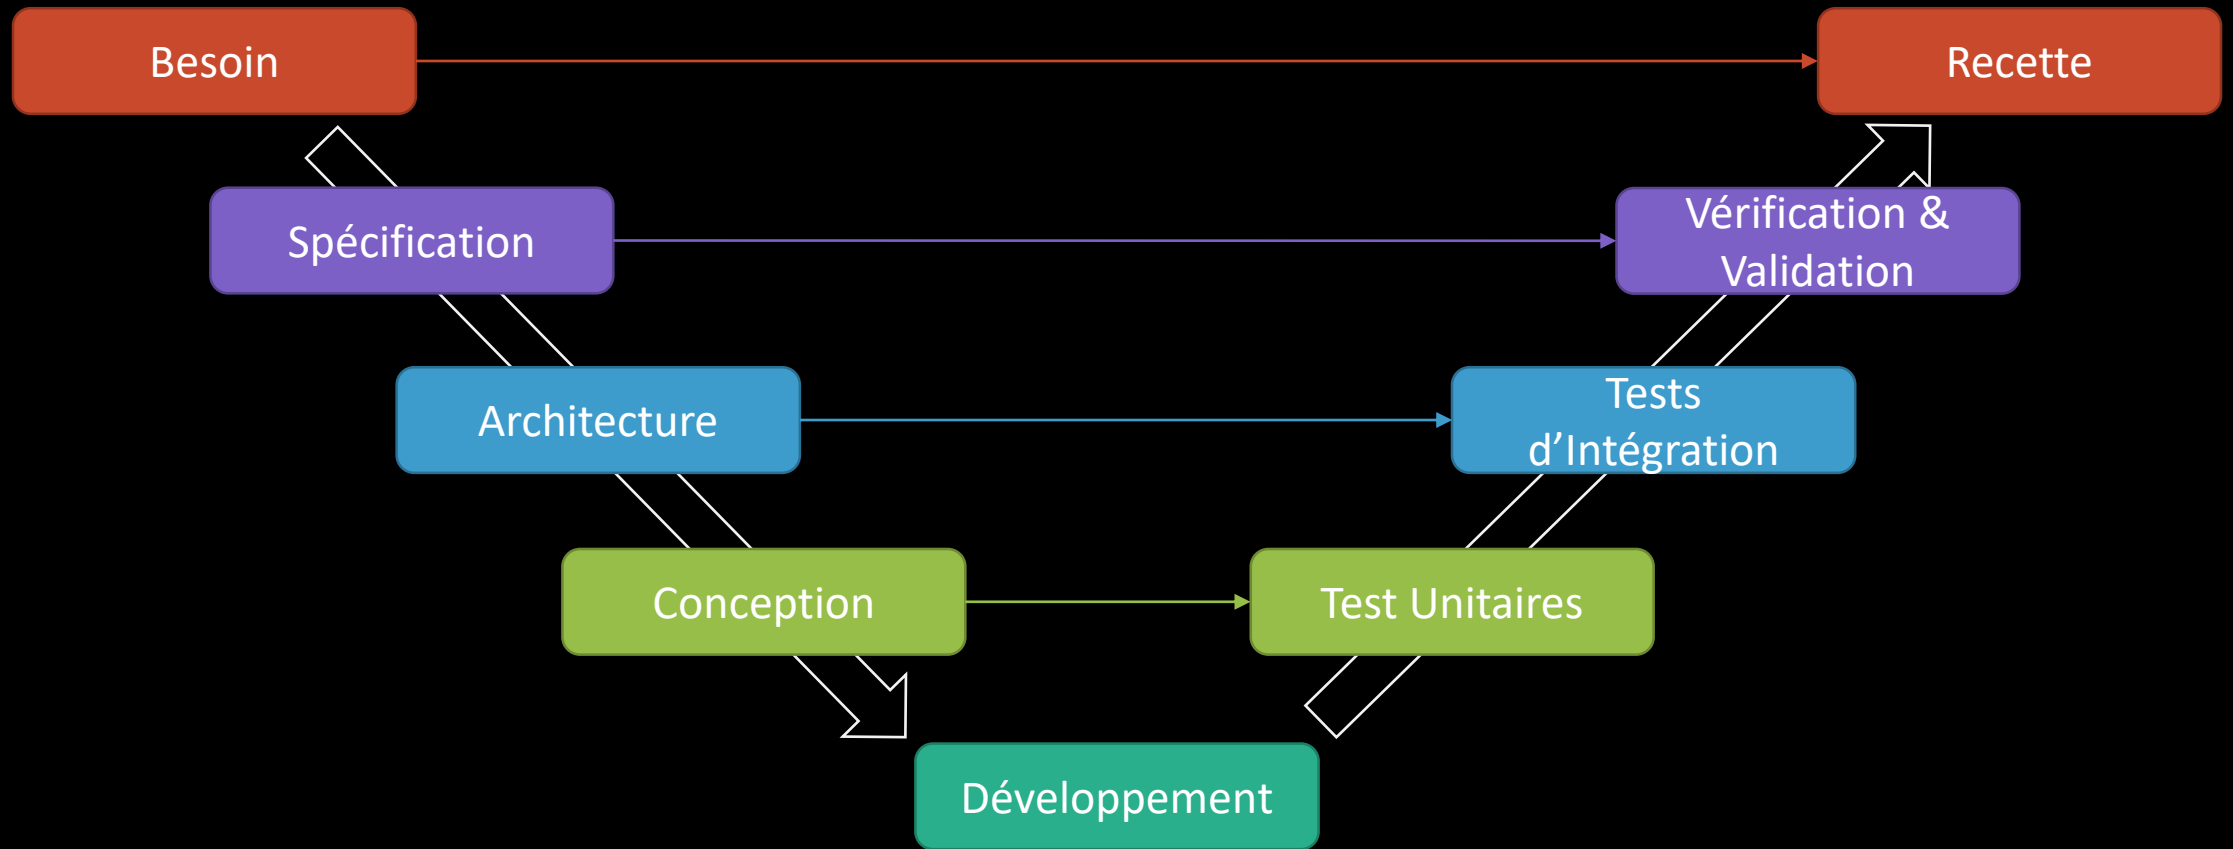 Besoin
Recette
Spécification
Vérification &
Validation
Architecture
Tests
d’Intégration
Conception
Test Unitaires
Développement